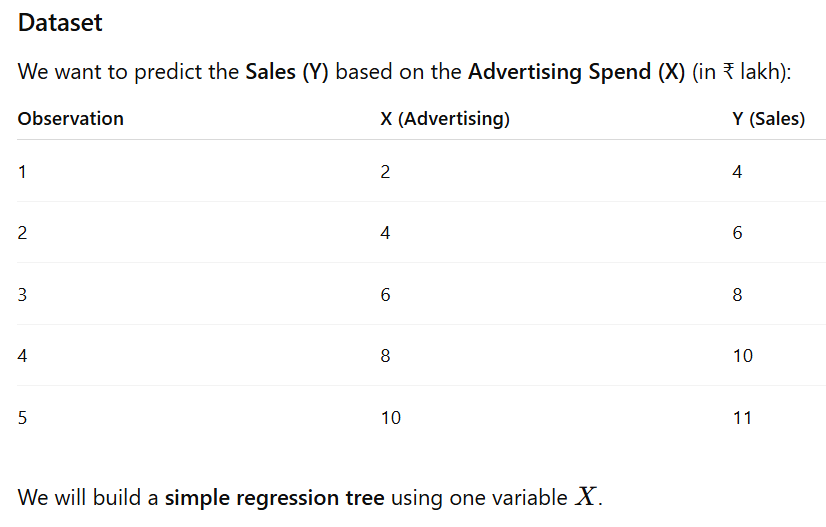 Dataset
We want to predict the Sales (Y) based on the Advertising Spend (X) (in ₹ lakh):
Observation X (Advertising) Y (Sales)
1 2 4
2 4 6
3 6 8
4 8 10
5 10 11
We will build a simple regression tree using one variable X.